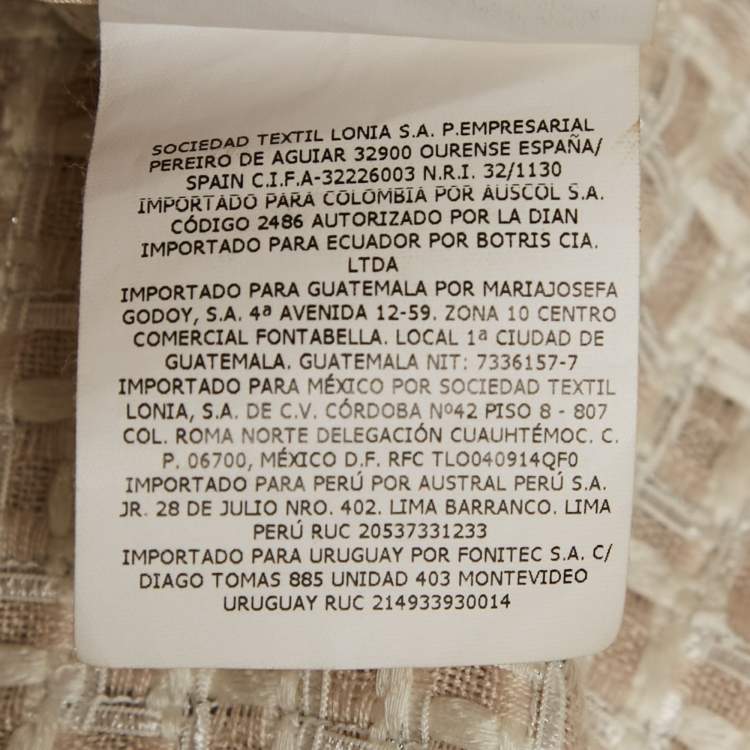 SOCIEDAD TEXTIL LONIA S.A. P.EMPRESARIAL
PEREIRO DE AGUIAR 32900 OURENSE ESPAÑA/
SPAIN C.I.F.A-32226003 N.R.I. 32/1130
IMPORTADO PARA COLOMBIA POR AUSCOL S.A.
CÓDIGO 2486 AUTORIZADO POR LA DIAN
IMPORTADO PARA ECUADOR POR BOTRIS CIA.
LTDA
IMPORTADO PARA GUATEMALA POR MARIAJOSEFA
GODOY, S.A. 4ª AVENIDA 12-59. ZONA 10 CENTRO
COMERCIAL FONTABELLA. LOCAL 1ª CIUDAD DE
GUATEMALA. GUATEMALA NIT: 7336157-7
IMPORTADO PARA MÉXICO POR SOCIEDAD TEXTIL
LONIA, S.A. DE C.V. CÓRDOBA Nº42 PISO 8 - 807
COL. ROMA NORTE DELEGACIÓN CUAUHTÉMOC. C.
P. 06700, MÉXICO D.F. RFC TLO040914QF0
IMPORTADO PARA PERÚ POR AUSTRAL PERÚ S.A.
JR. 28 DE JULIO NRO. 402. LIMA BARRANCO. LIMA
PERÚ RUC 20537331233
IMPORTADO PARA URUGUAY POR FONITEC S.A. C/
DIAGO TOMAS 885 UNIDAD 403 MONTEVIDEO
URUGUAY RUC 214933930014